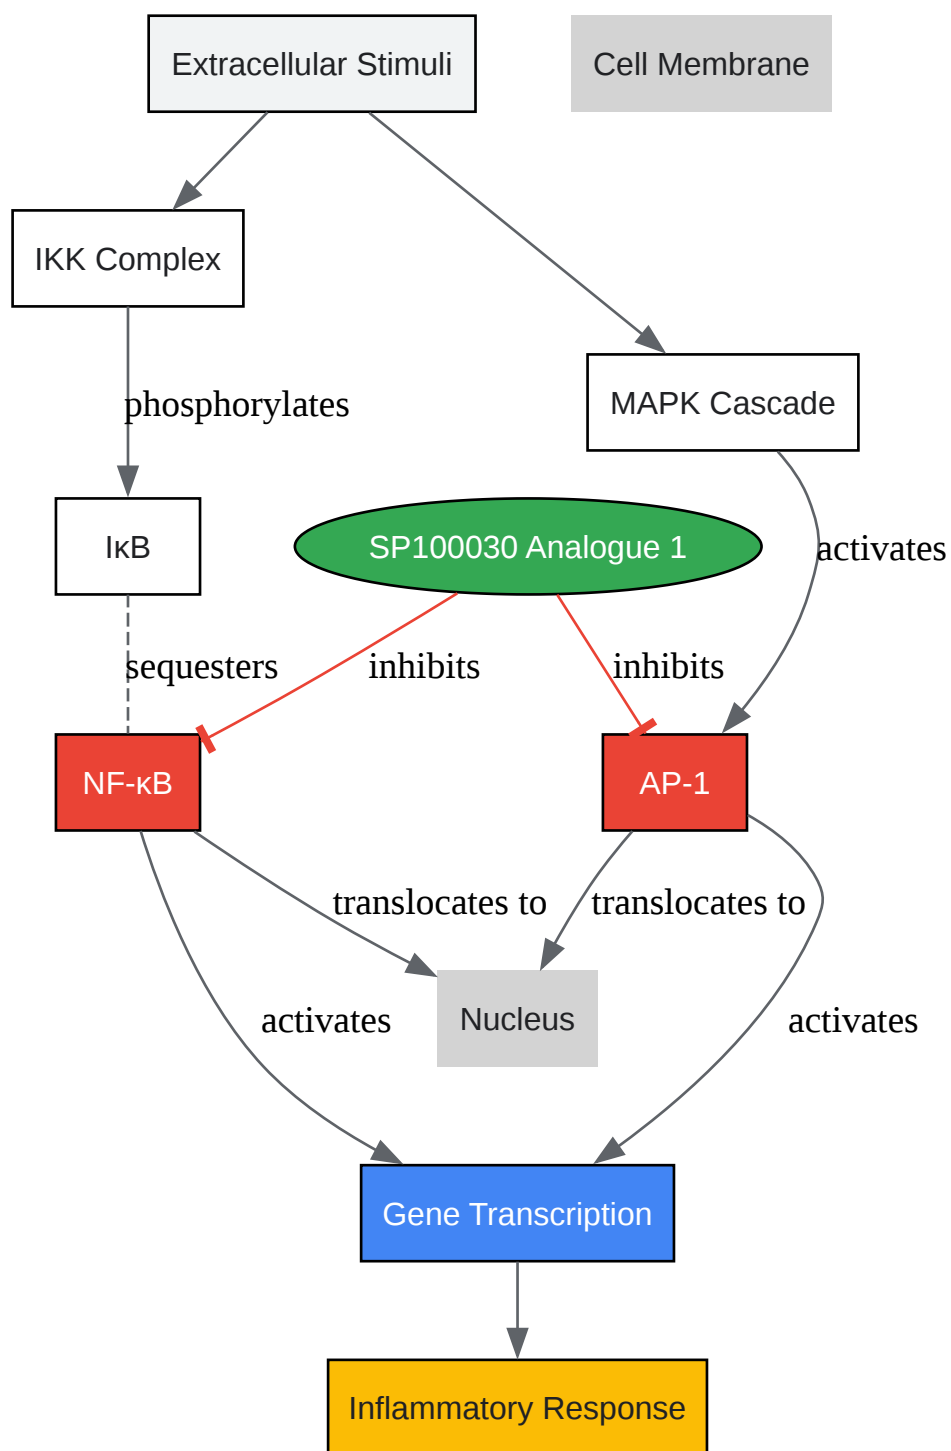 Extracellular Stimuli
Cell Membrane
IKK Complex
phosphorylates
MAPK Cascade
IκB
SP100030 Analogue 1
activates
sequesters
inhibits
inhibits
NF-κB
AP-1
translocates to
translocates to
activates
Nucleus
activates
Gene Transcription
Inflammatory Response